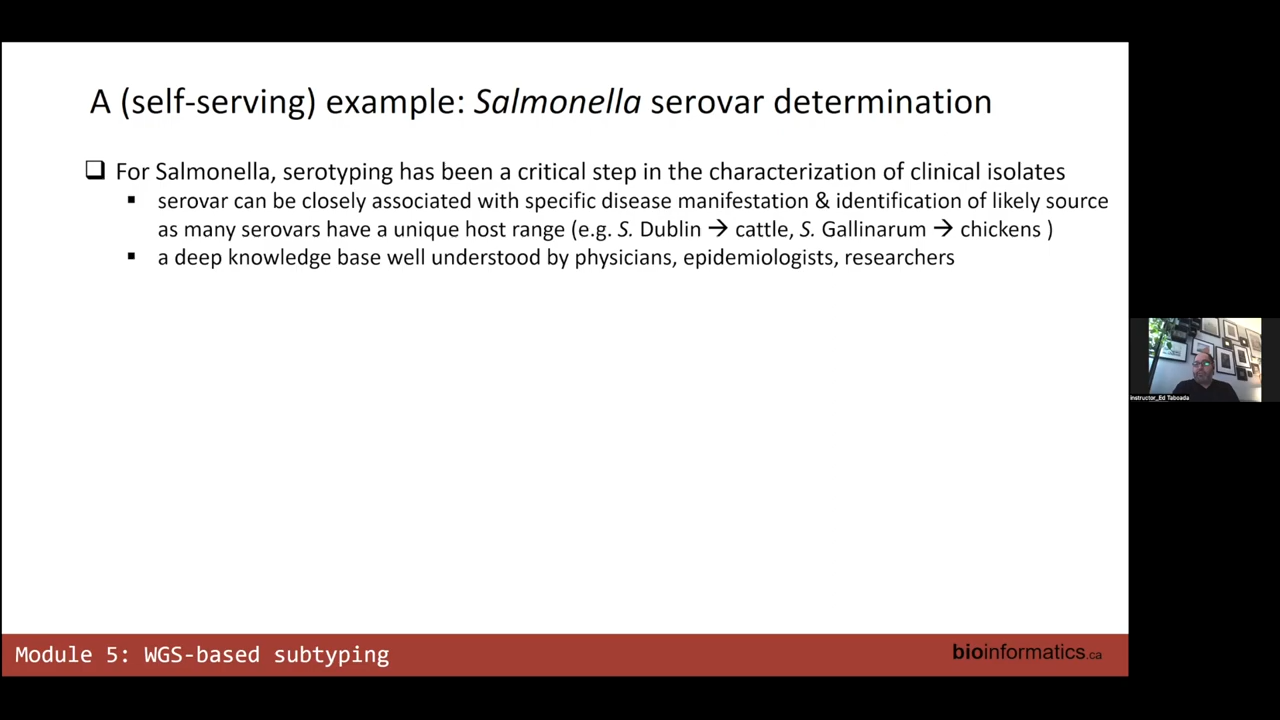 A (self-serving) example: Salmonella serovar determination
❑ For Salmonella, serotyping has been a critical step in the characterization of clinical isolates
▪ serovar can be closely associated with specific disease manifestation & identification of likely source
as many serovars have a unique host range (e.g. S. Dublin → cattle, S. Gallinarum → chickens )
▪ a deep knowledge base well understood by physicians, epidemiologists, researchers
instructor_Ed Taboada
Module 5: WGS-based subtyping
bioinformatics.ca